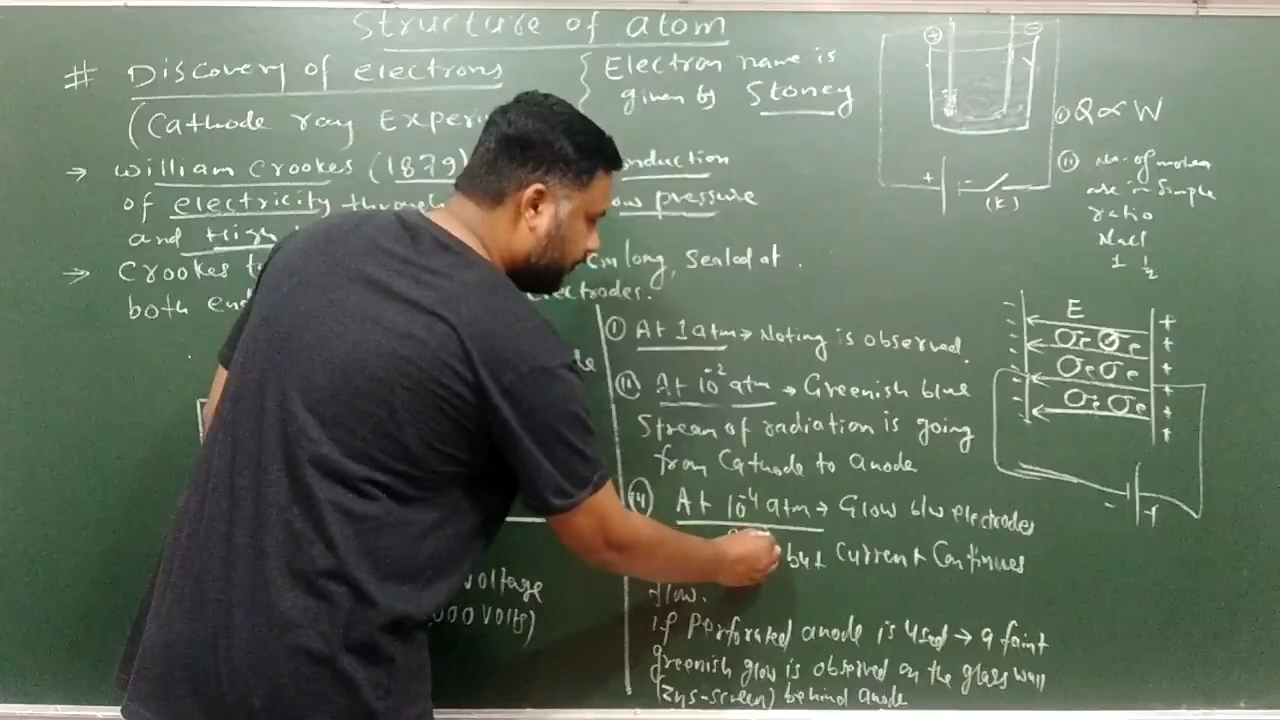 Structure of atom
# Discovery of electrons
(Cathode ray Experi
{ Electron name is
given by Stoney
→ William Crookes (1879) nduction
of electricity through ow pressure
and High
→ Crookes t cm long, Sealed at .
both end ectrodes.
de
voltage
,000 Volts)
(i) At 1 atm → Noting is observed.
(ii) At 10⁻² atm → Greenish blue
Stream of radiation is going
from Cathode to anode
At 10⁻⁴ atm → Glow b/w electrodes
but Current Continues
flow.
if perforated anode is used → a faint
greenish glow is observed on the glass wall
(Zns-screen) behind anode
+ -
+ - (K)
(i) Q ∝ W
(ii) No. of moles
are in Simple
ratio
Nacl
1 1/2
E
- +
- +
- +
- +
- +
- +